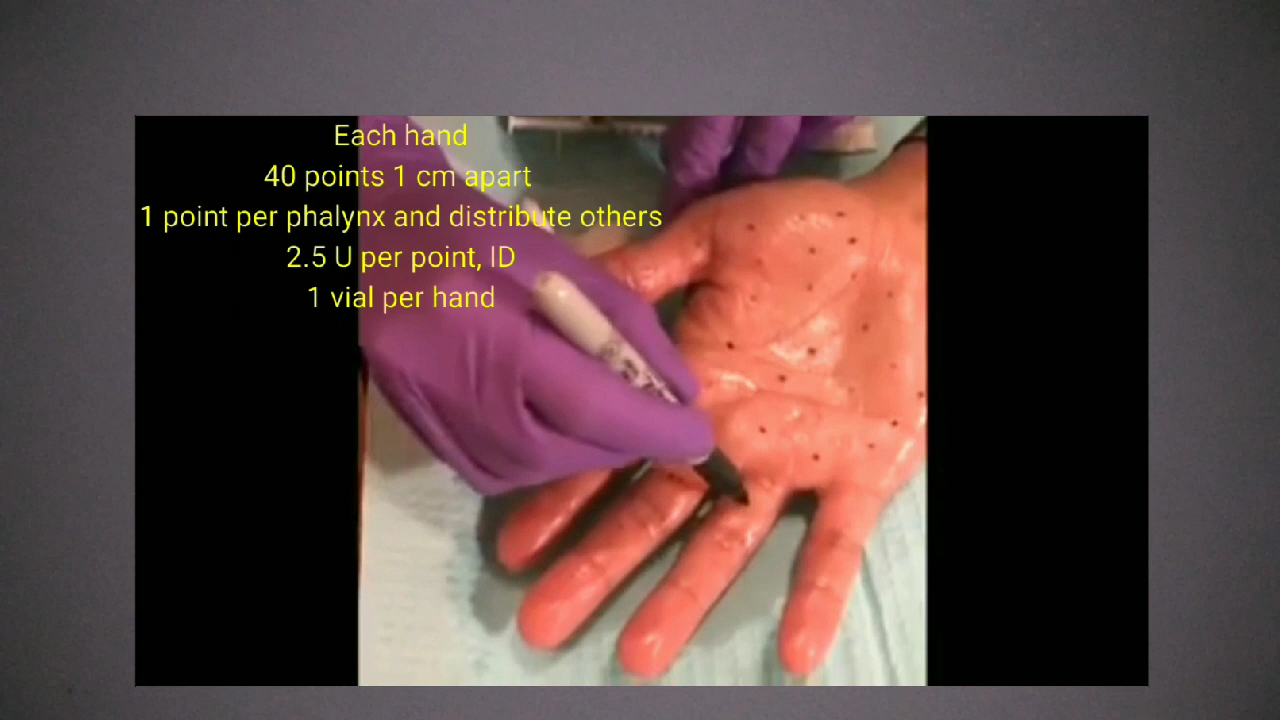 Each hand
40 points 1 cm apart
1 point per phalynx and distribute others
2.5 U per point, ID
1 vial per hand